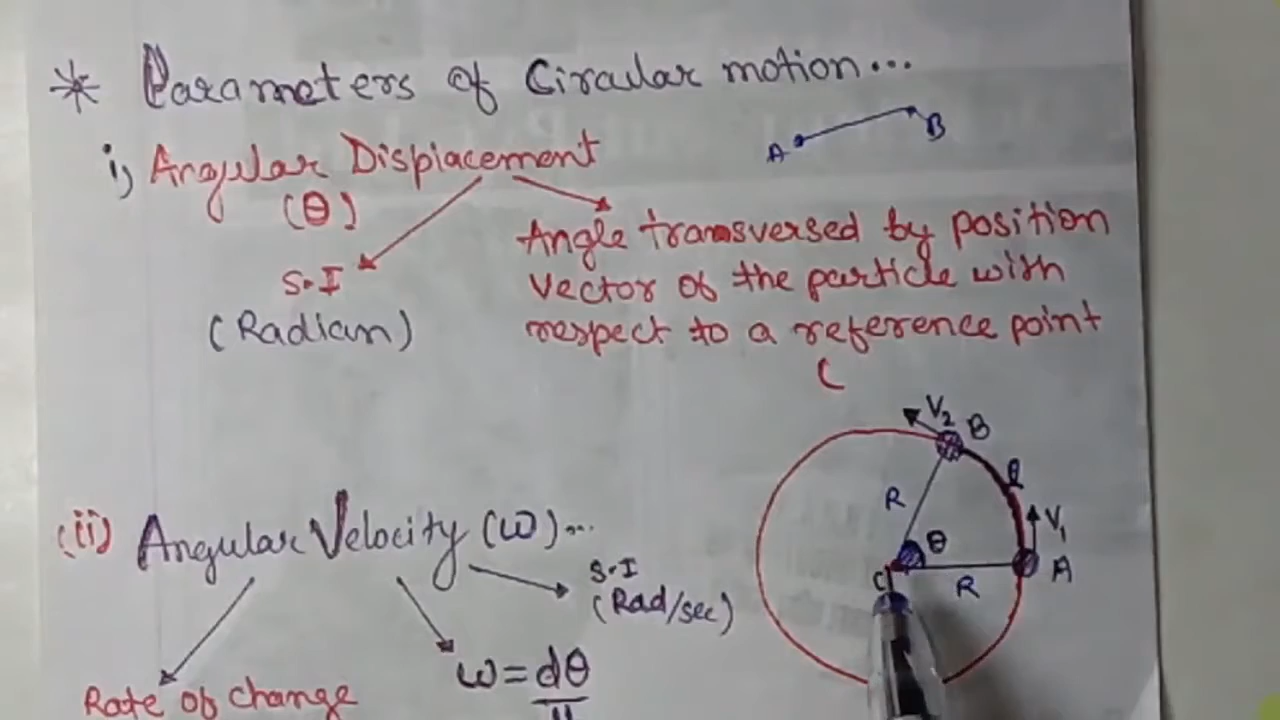 * Parameters of Circular motion...
A B
i) Angular Displacement
(θ)
S.I
(Radian)
Angle transversed by position
Vector of the particle with
respect to a reference point
(
V₂ B
R θ
V₁
C R A
(ii) Angular Velocity (ω)...
S.I
(Rad/sec)
ω = dθ
Rate of change